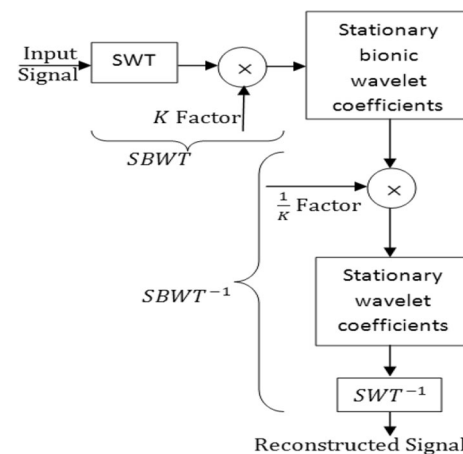 Input
Signal
SWT
×
K Factor
SBWT
Stationary
bionic
wavelet
coefficients
×
1/K Factor
SBWT⁻¹
Stationary
wavelet
coefficients
SWT⁻¹
Reconstructed Signal